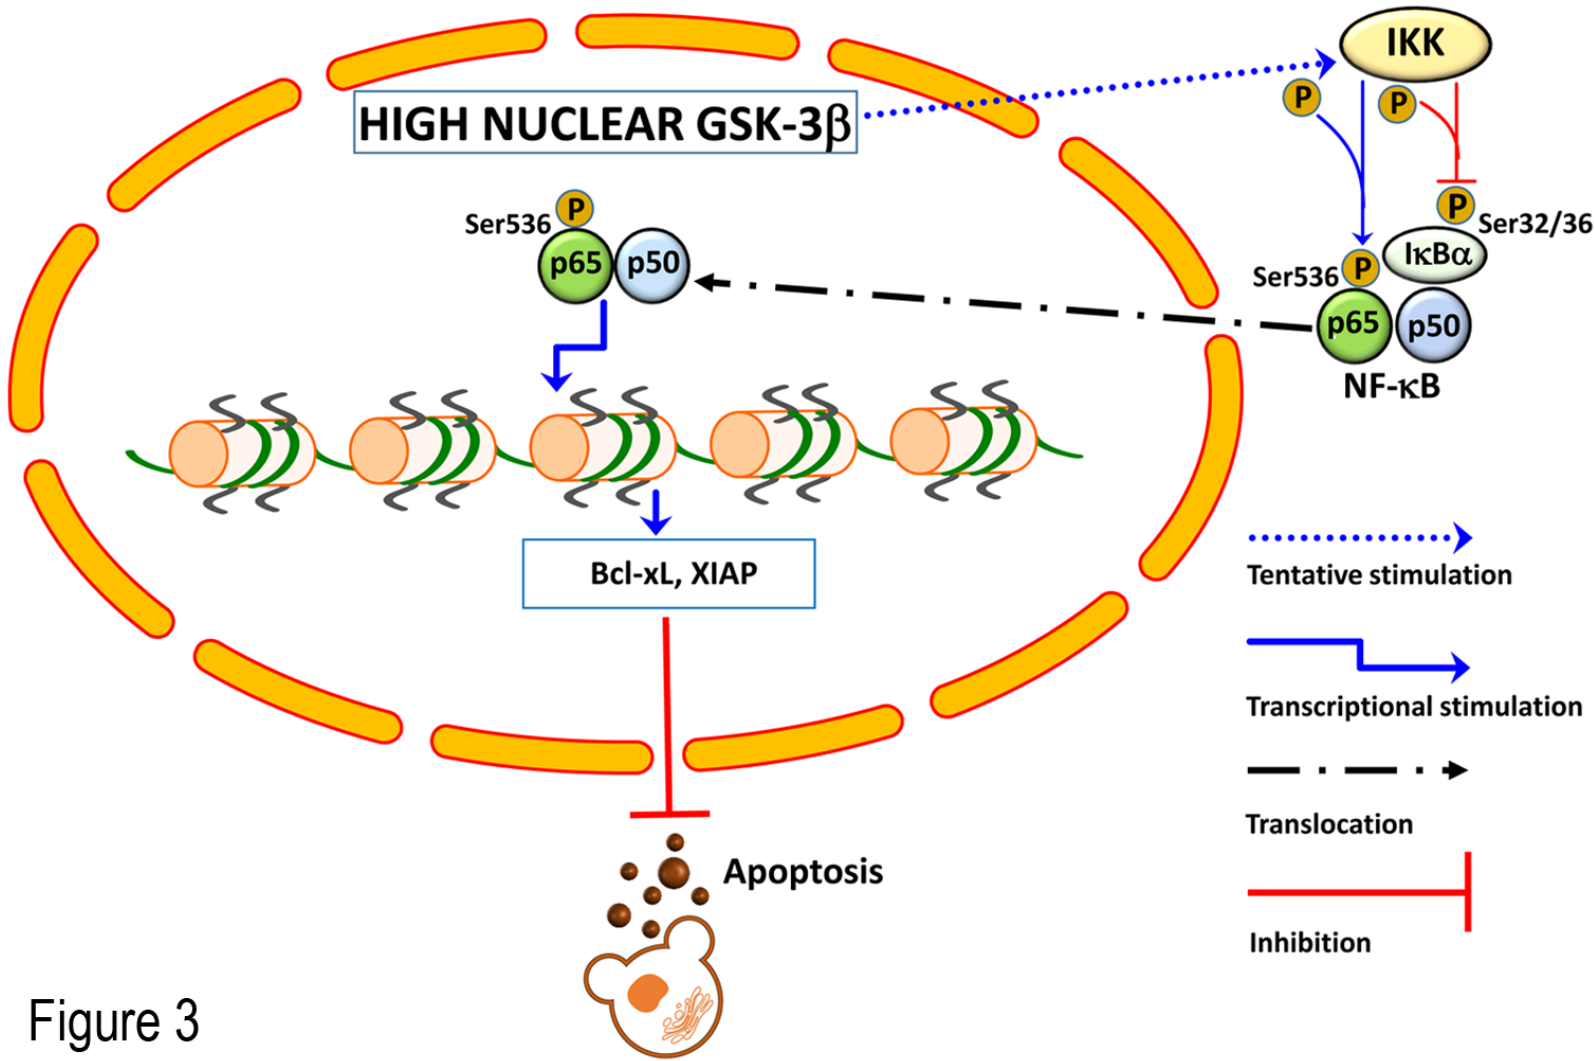 IKK
HIGH NUCLEAR GSK-3β
P
P
P
P
Ser536
Ser32/36
p65
p50
IκBα
Ser536
P
p65
p50
NF-κB
Bcl-xL, XIAP
Tentative stimulation
Transcriptional stimulation
Translocation
Apoptosis
Inhibition
Figure 3